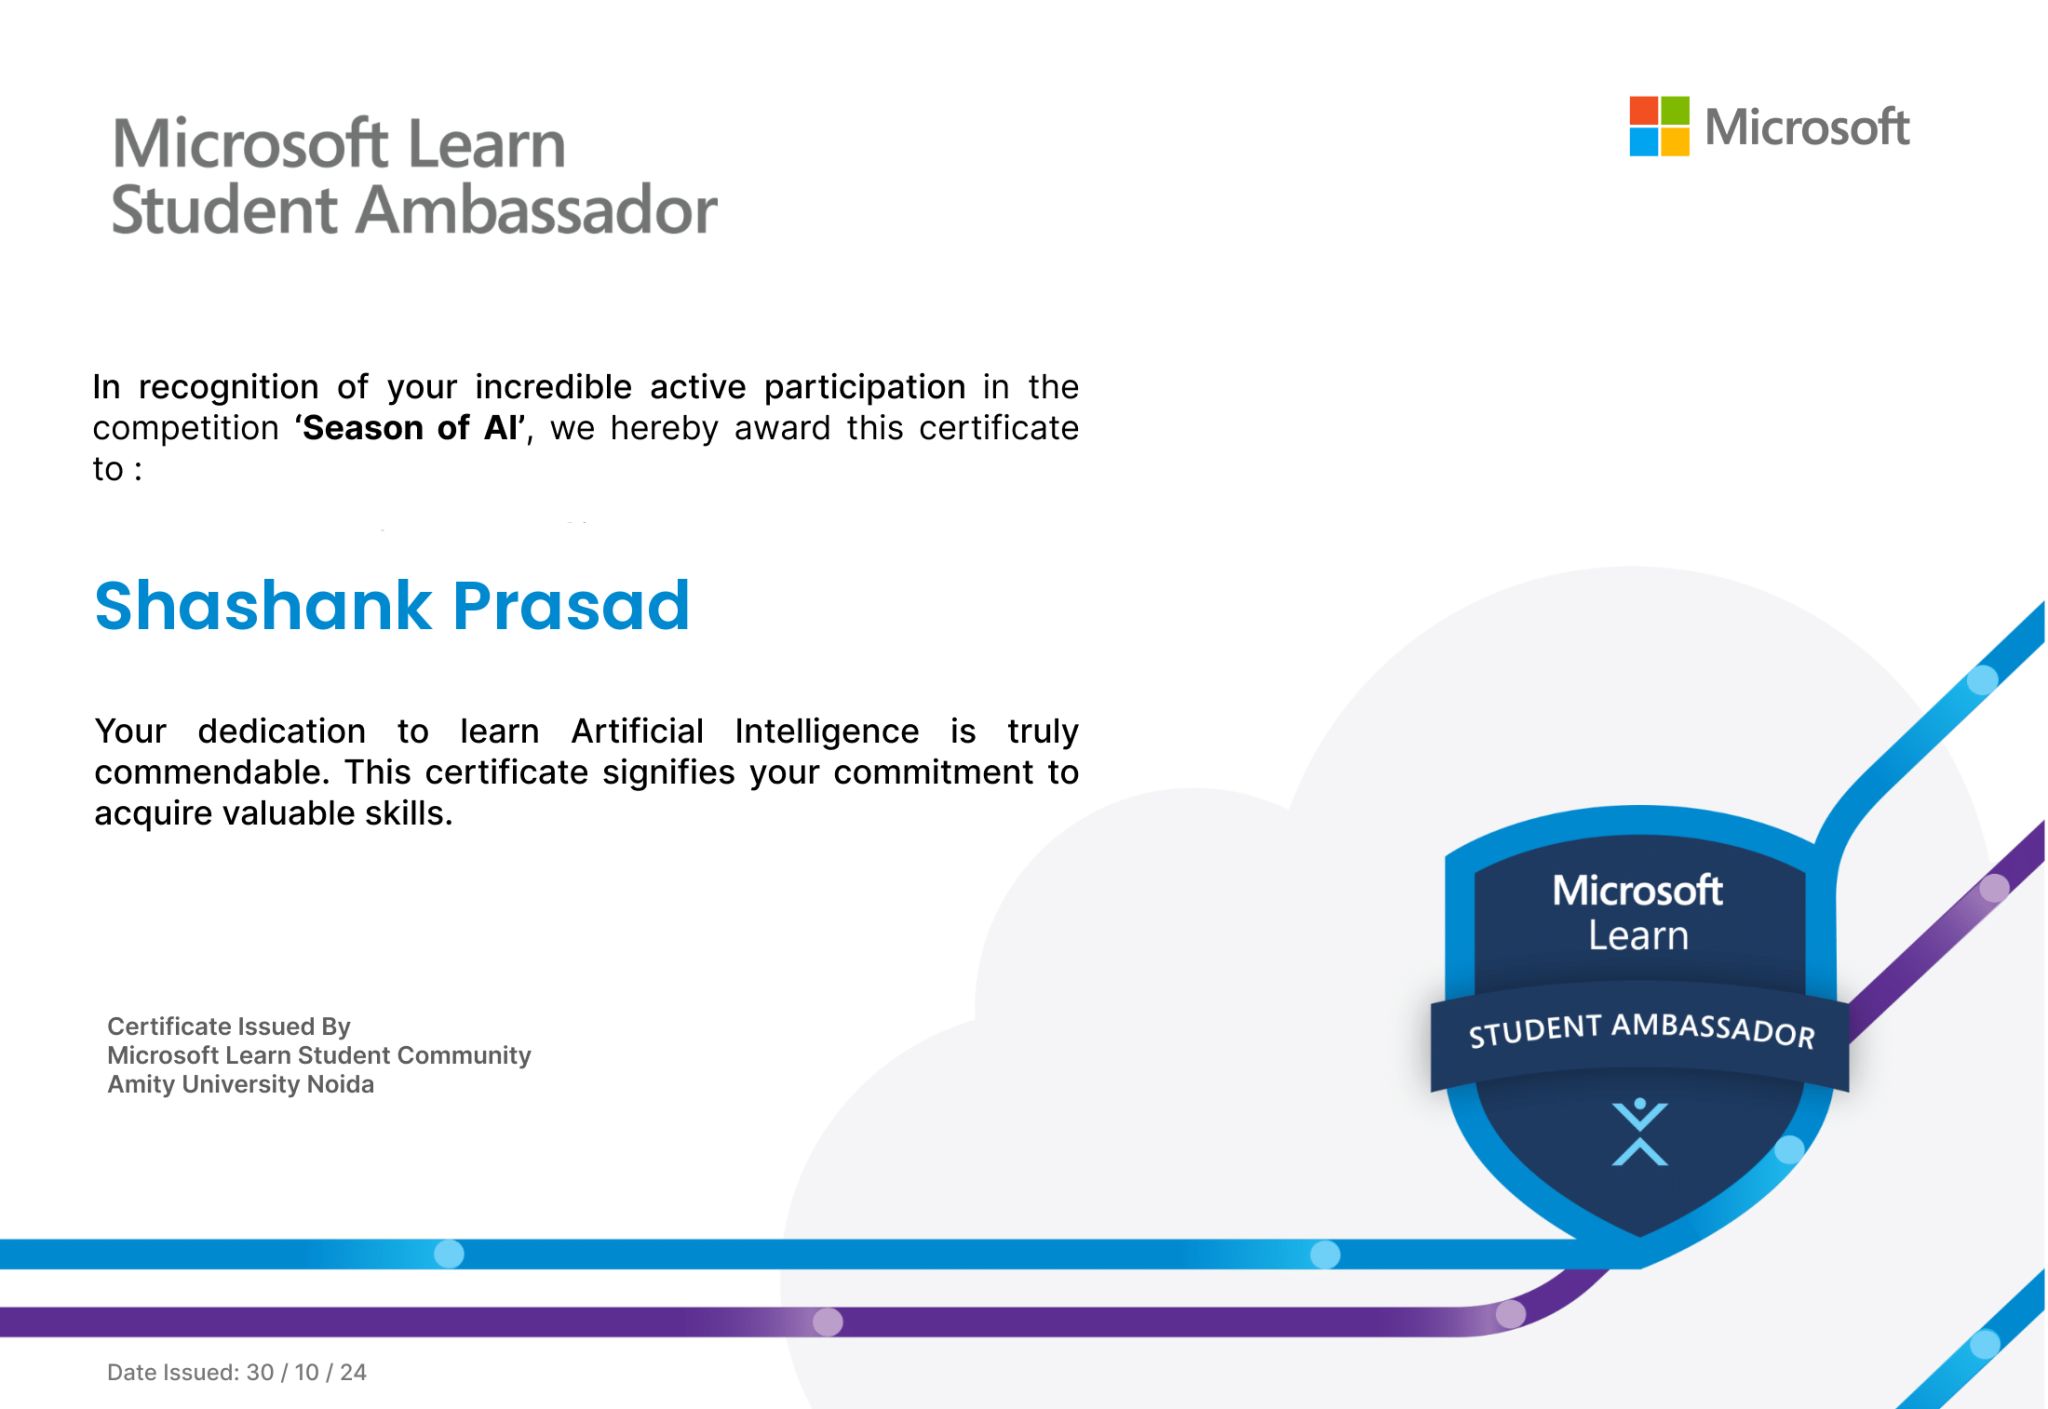 Microsoft Learn
Student Ambassador
Microsoft
In recognition of your incredible active participation in the
competition ‘Season of AI’, we hereby award this certificate
to :
Shashank Prasad
Your dedication to learn Artificial Intelligence is truly
commendable. This certificate signifies your commitment to
acquire valuable skills.
Microsoft
Learn
STUDENT AMBASSADOR
Certificate Issued By
Microsoft Learn Student Community
Amity University Noida
Date Issued: 30 / 10 / 24